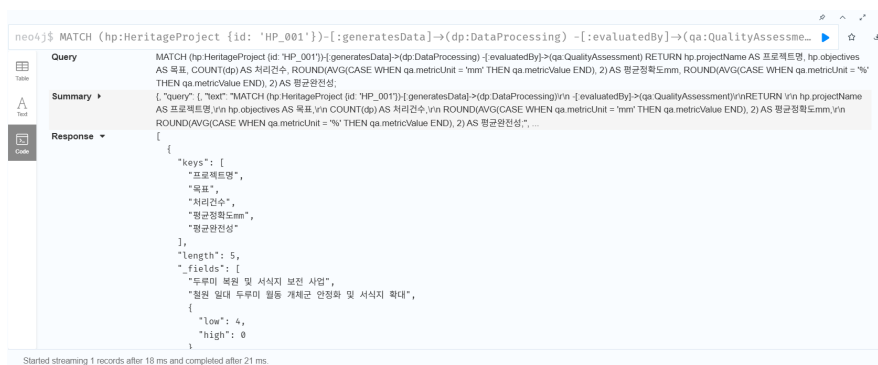 neo4j$ MATCH (hp:HeritageProject {id: 'HP_001'})-[:generatesData]→(dp:DataProcessing) -[:evaluatedBy]→(qa:QualityAssessme…
Table
Text
Code
Query MATCH (hp:HeritageProject {id: 'HP_001'})-[:generatesData]->(dp:DataProcessing) -[:evaluatedBy]->(qa:QualityAssessment) RETURN hp.projectName AS 프로젝트명, hp.objectives
AS 목표, COUNT(dp) AS 처리건수, ROUND(AVG(CASE WHEN qa.metricUnit = 'mm' THEN qa.metricValue END), 2) AS 평균정확도mm, ROUND(AVG(CASE WHEN qa.metricUnit = '%'
THEN qa.metricValue END), 2) AS 평균완전성;
Summary {, "query": {, "text": "MATCH (hp:HeritageProject {id: 'HP_001'})-[:generatesData]->(dp:DataProcessing)\r\n -[:evaluatedBy]->(qa:QualityAssessment)\r\nRETURN \r\n hp.projectName
AS 프로젝트명,\r\n hp.objectives AS 목표,\r\n COUNT(dp) AS 처리건수,\r\n ROUND(AVG(CASE WHEN qa.metricUnit = 'mm' THEN qa.metricValue END), 2) AS 평균정확도mm,\r\n
ROUND(AVG(CASE WHEN qa.metricUnit = '%' THEN qa.metricValue END), 2) AS 평균완전성;", ...
Response [
{
"keys": [
"프로젝트명",
"목표",
"처리건수",
"평균정확도mm",
"평균완전성"
],
"length": 5,
"_fields": [
"두루미 복원 및 서식지 보전 사업",
"철원 일대 두루미 월동 개체군 안정화 및 서식지 확대",
{
"low": 4,
"high": 0
}
Started streaming 1 records after 18 ms and completed after 21 ms.